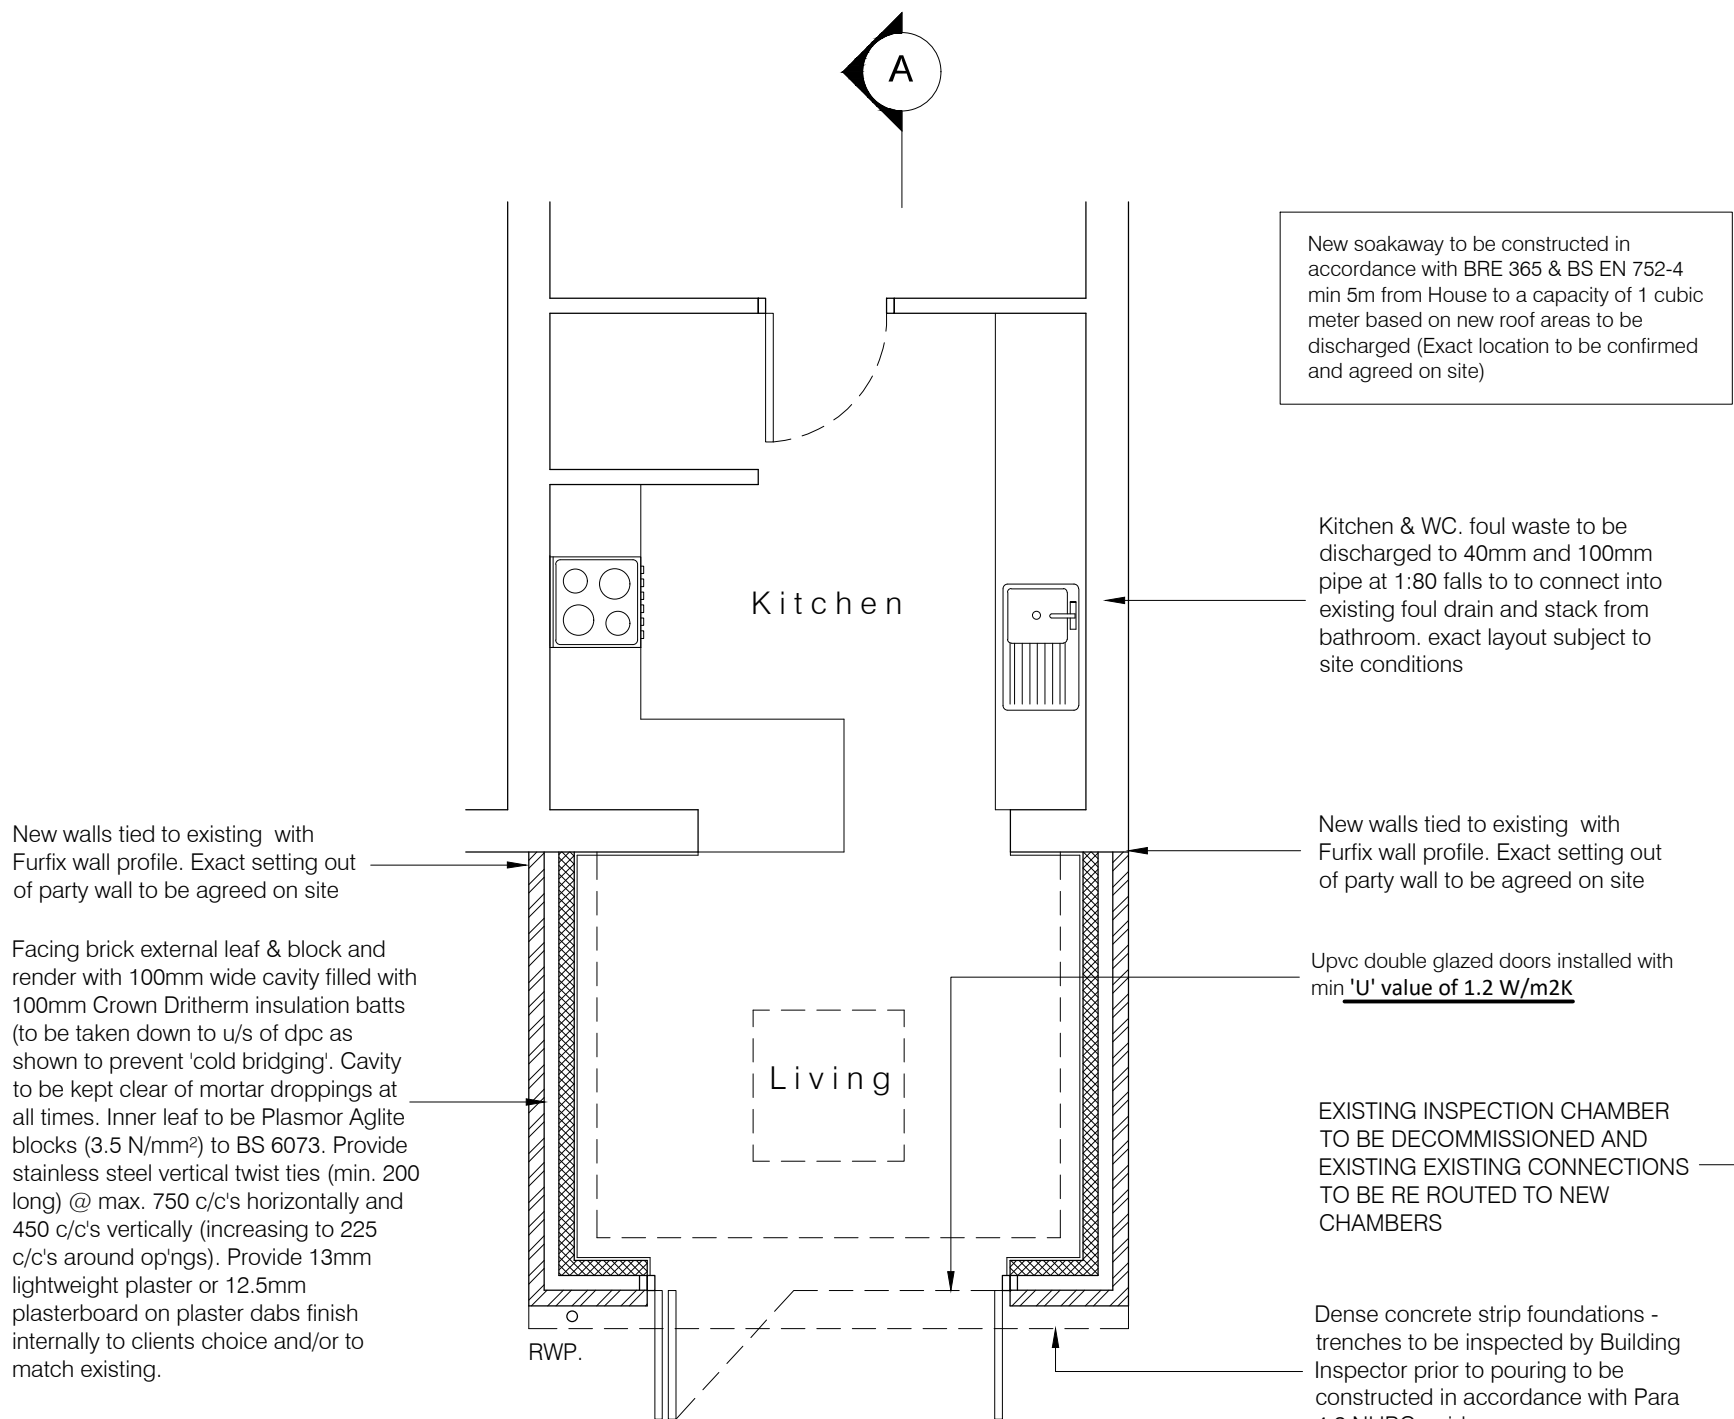 A
New soakaway to be constructed in
accordance with BRE 365 & BS EN 752-4
min 5m from House to a capacity of 1 cubic
meter based on new roof areas to be
discharged (Exact location to be confirmed
and agreed on site)
Kitchen & WC. foul waste to be
discharged to 40mm and 100mm
pipe at 1:80 falls to to connect into
existing foul drain and stack from
bathroom. exact layout subject to
site conditions
Kitchen
New walls tied to existing with
Furfix wall profile. Exact setting out
of party wall to be agreed on site
New walls tied to existing with
Furfix wall profile. Exact setting out
of party wall to be agreed on site
Facing brick external leaf & block and
render with 100mm wide cavity filled with
100mm Crown Dritherm insulation batts
(to be taken down to u/s of dpc as
shown to prevent 'cold bridging'. Cavity
to be kept clear of mortar droppings at
all times. Inner leaf to be Plasmor Aglite
blocks (3.5 N/mm²) to BS 6073. Provide
stainless steel vertical twist ties (min. 200
long) @ max. 750 c/c's horizontally and
450 c/c's vertically (increasing to 225
c/c's around op'ngs). Provide 13mm
lightweight plaster or 12.5mm
plasterboard on plaster dabs finish
internally to clients choice and/or to
match existing.
Upvc double glazed doors installed with
min 'U' value of 1.2 W/m2K
Living
EXISTING INSPECTION CHAMBER
TO BE DECOMMISSIONED AND
EXISTING EXISTING CONNECTIONS
TO BE RE ROUTED TO NEW
CHAMBERS
RWP.
Dense concrete strip foundations -
trenches to be inspected by Building
Inspector prior to pouring to be
constructed in accordance with Para